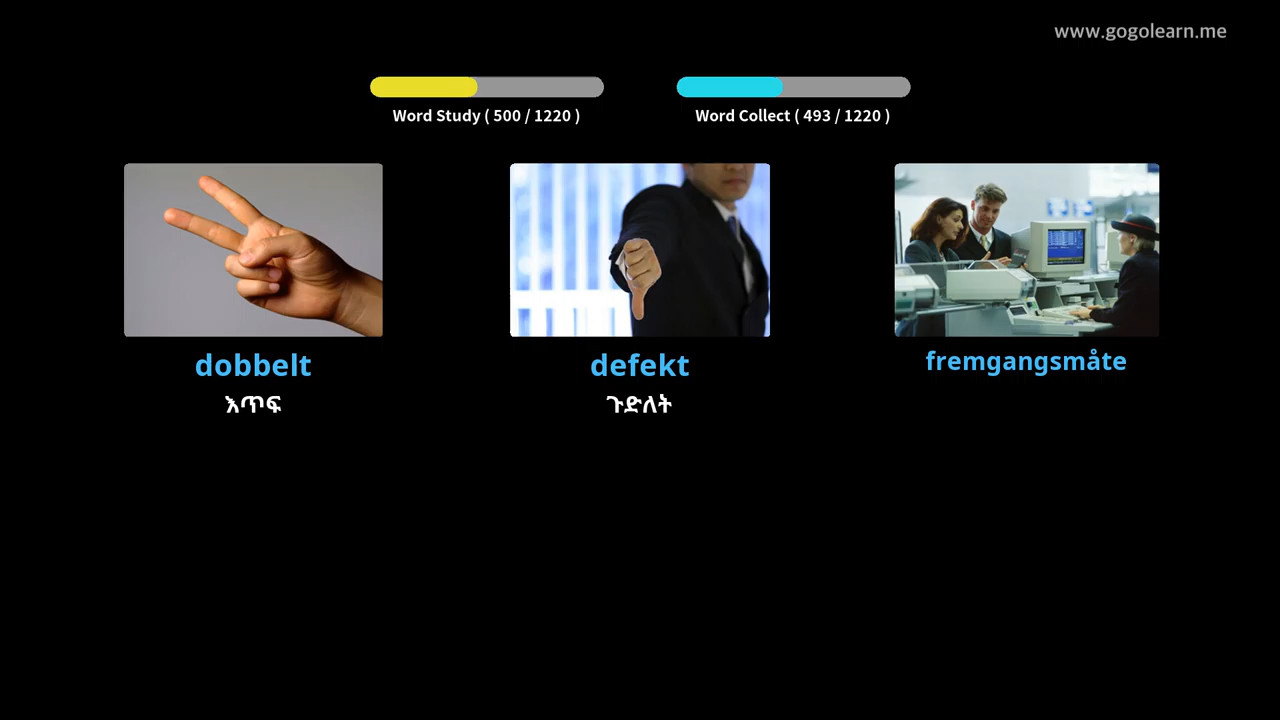 www.gogolearn.me
Word Study ( 500 / 1220 )
Word Collect ( 493 / 1220 )
dobbelt
defekt
fremgangsmåte
እጥፍ
ጉድለት